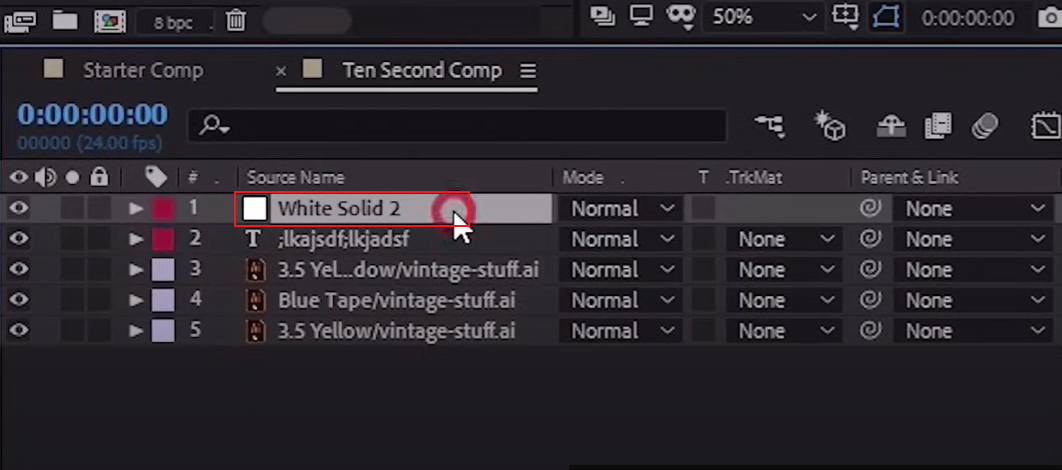 8 bpc
50%
0:00:00:00
Starter Comp
× Ten Second Comp
0:00:00:00
00000 (24.00 fps)
# . Source Name Mode . T .TrkMat Parent & Link
1 White Solid 2 Normal None
2 T ;lkajsdf;lkjadsf Normal None None
3 Ai 3.5 Yel...dow/vintage-stuff.ai Normal None None
4 Ai Blue Tape/vintage-stuff.ai Normal None None
5 Ai 3.5 Yellow/vintage-stuff.ai Normal None None